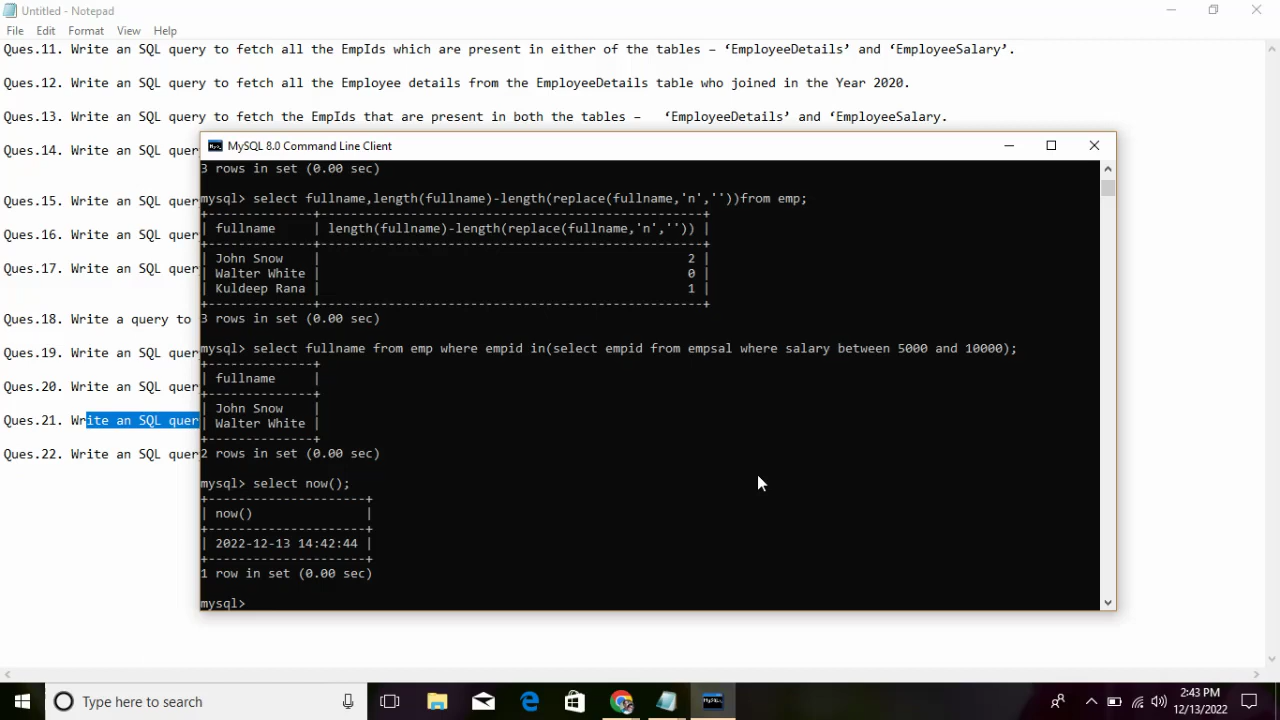 Untitled - Notepad
File Edit Format View Help
Ques.11. Write an SQL query to fetch all the EmpIds which are present in either of the tables – ‘EmployeeDetails’ and ‘EmployeeSalary’.
Ques.12. Write an SQL query to fetch all the Employee details from the EmployeeDetails table who joined in the Year 2020.
Ques.13. Write an SQL query to fetch the EmpIds that are present in both the tables –   ‘EmployeeDetails’ and ‘EmployeeSalary.
Ques.14. Write an SQL query
Ques.15. Write an SQL query
Ques.16. Write an SQL query
Ques.17. Write an SQL query
Ques.18. Write a query to
Ques.19. Write an SQL query
Ques.20. Write an SQL query
Ques.21. Write an SQL query
Ques.22. Write an SQL query
MySQL 8.0 Command Line Client
3 rows in set (0.00 sec)
mysql> select fullname,length(fullname)-length(replace(fullname,'n',''))from emp;
+--------------+---------------------------------------------------+
| fullname     | length(fullname)-length(replace(fullname,'n','')) |
+--------------+---------------------------------------------------+
| John Snow    |                                                 2 |
| Walter White |                                                 0 |
| Kuldeep Rana |                                                 1 |
+--------------+---------------------------------------------------+
3 rows in set (0.00 sec)
mysql> select fullname from emp where empid in(select empid from empsal where salary between 5000 and 10000);
+--------------+
| fullname     |
+--------------+
| John Snow    |
| Walter White |
+--------------+
2 rows in set (0.00 sec)
mysql> select now();
+---------------------+
| now()               |
+---------------------+
| 2022-12-13 14:42:44 |
+---------------------+
1 row in set (0.00 sec)
mysql>
Type here to search
2:43 PM
12/13/2022